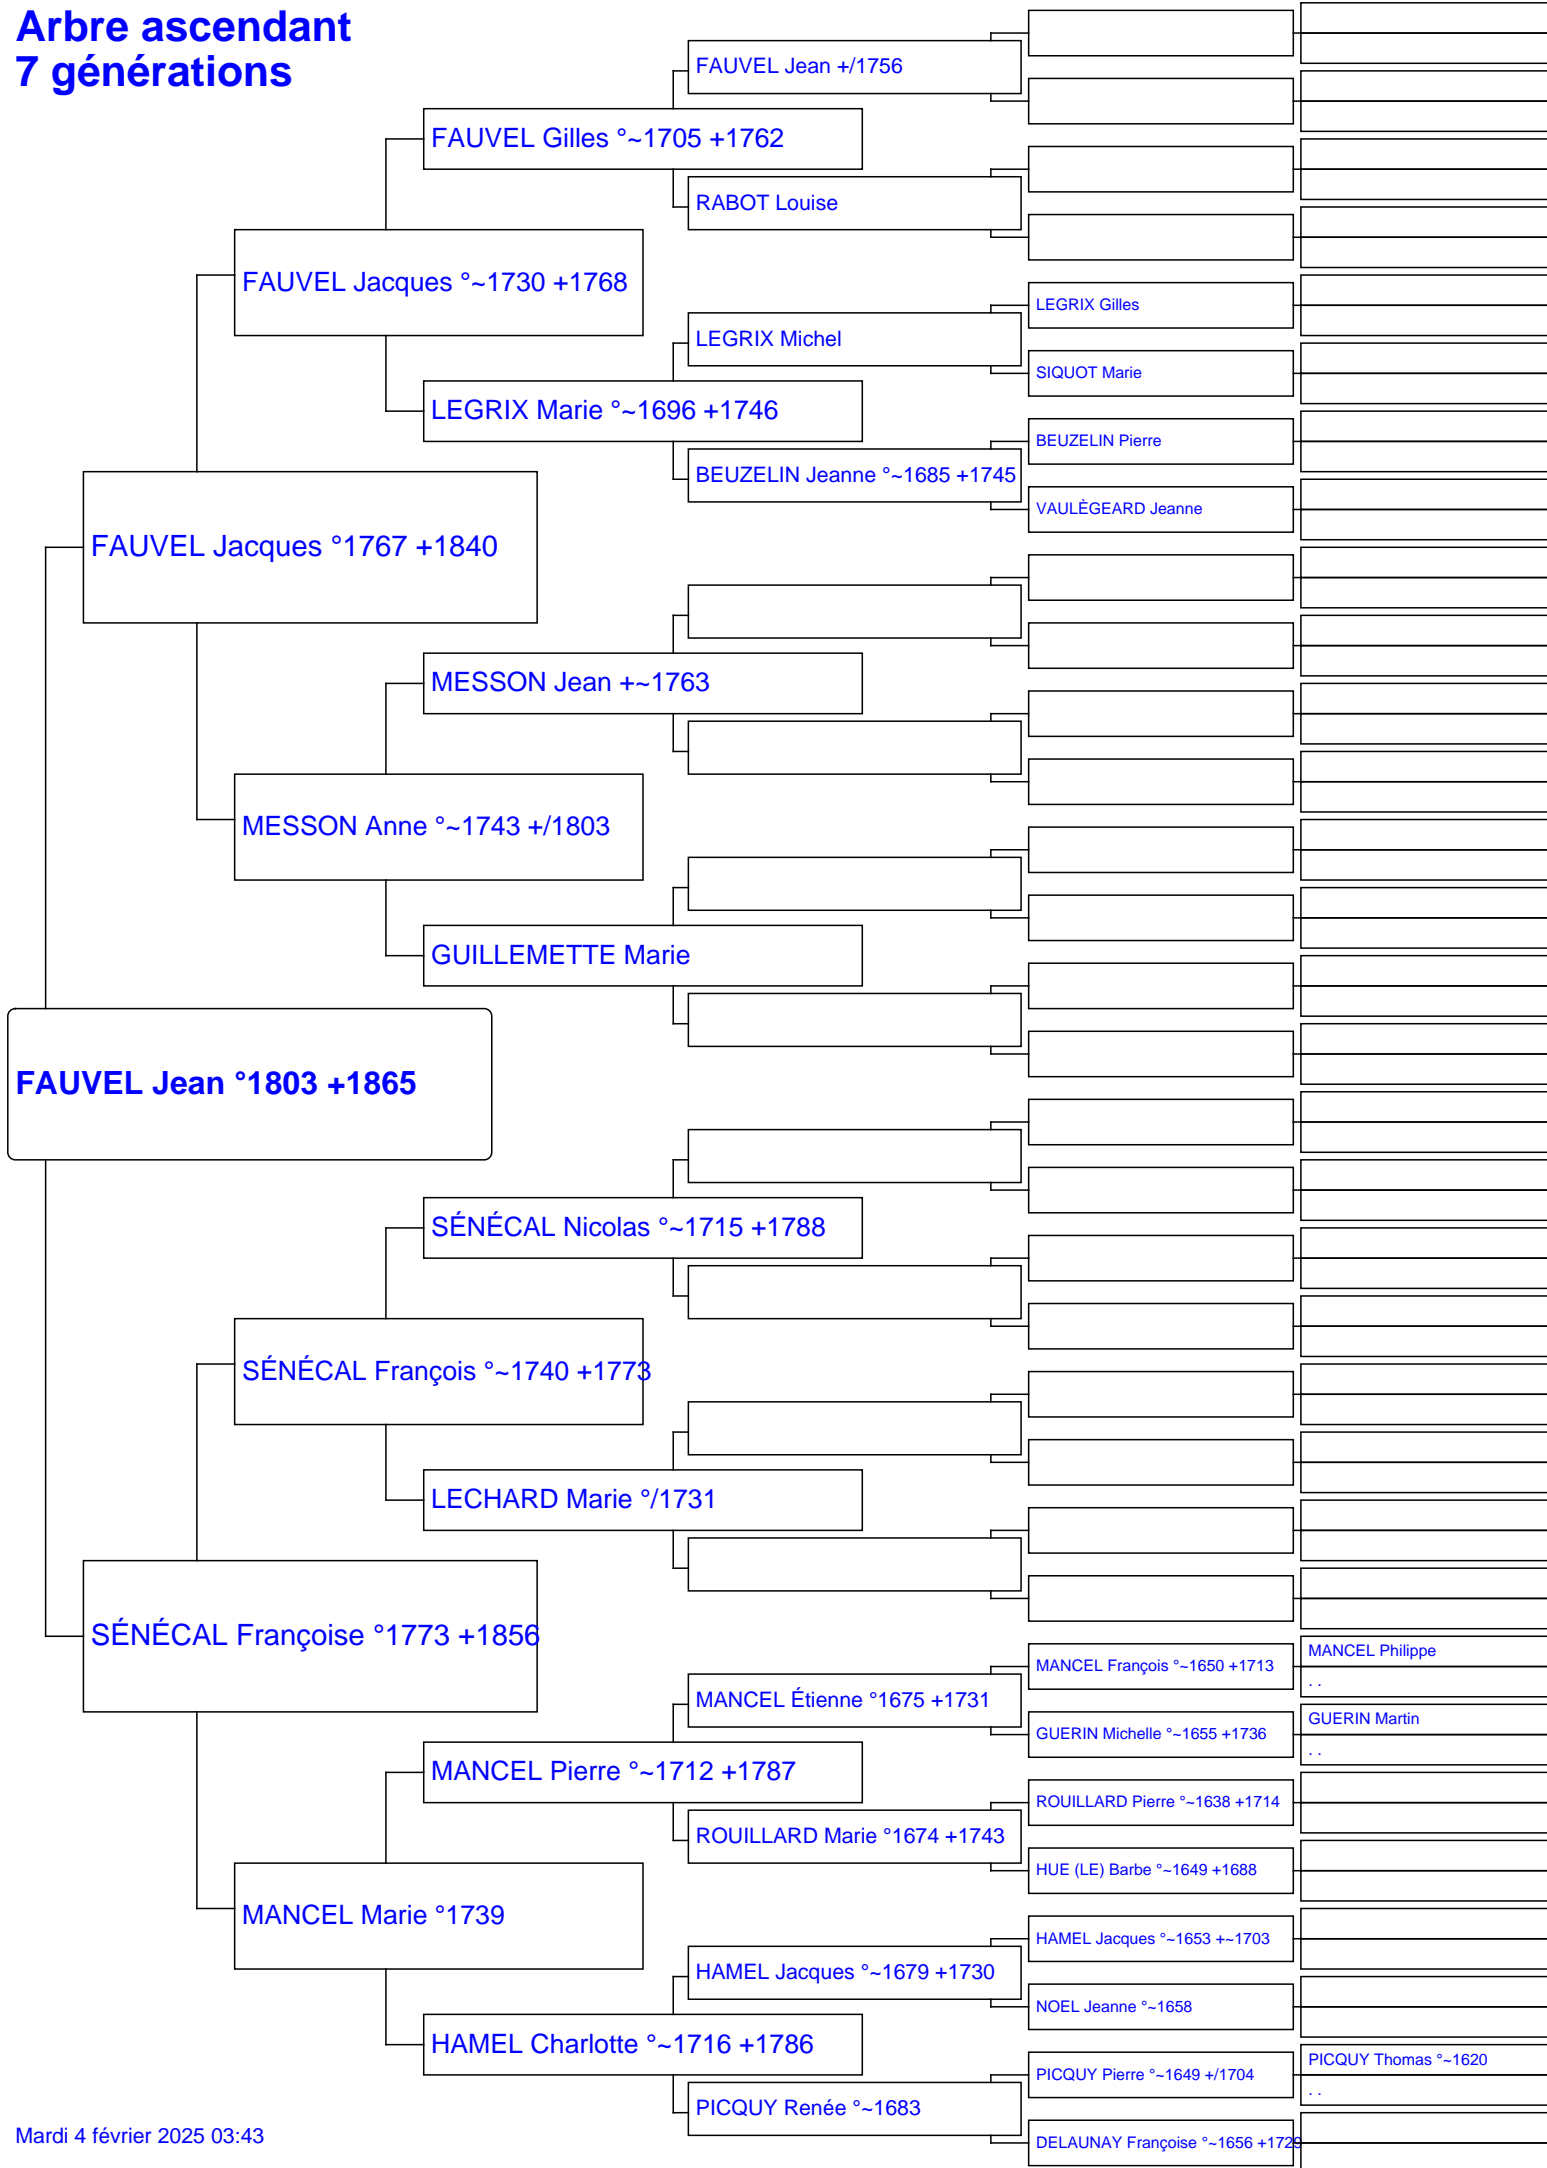 Arbre ascendant
7 générations
FAUVEL Jean +/1756
FAUVEL Gilles °~1705 +1762
RABOT Louise
FAUVEL Jacques °~1730 +1768
LEGRIX Gilles
LEGRIX Michel
SIQUOT Marie
LEGRIX Marie °~1696 +1746
BEUZELIN Pierre
BEUZELIN Jeanne °~1685 +1745
VAULÈGEARD Jeanne
FAUVEL Jacques °1767 +1840
MESSON Jean +~1763
MESSON Anne °~1743 +/1803
GUILLEMETTE Marie
FAUVEL Jean °1803 +1865
SÉNÉCAL Nicolas °~1715 +1788
SÉNÉCAL François °~1740 +1773
LECHARD Marie °/1731
SÉNÉCAL Françoise °1773 +1856
MANCEL Philippe
MANCEL François °~1650 +1713
. .
MANCEL Étienne °1675 +1731
GUERIN Martin
GUERIN Michelle °~1655 +1736
. .
MANCEL Pierre °~1712 +1787
ROUILLARD Pierre °~1638 +1714
ROUILLARD Marie °1674 +1743
HUE (LE) Barbe °~1649 +1688
MANCEL Marie °1739
HAMEL Jacques °~1653 +~1703
HAMEL Jacques °~1679 +1730
NOEL Jeanne °~1658
HAMEL Charlotte °~1716 +1786
PICQUY Thomas °~1620
PICQUY Pierre °~1649 +/1704
. .
PICQUY Renée °~1683
DELAUNAY Françoise °~1656 +1729
Mardi 4 février 2025 03:43